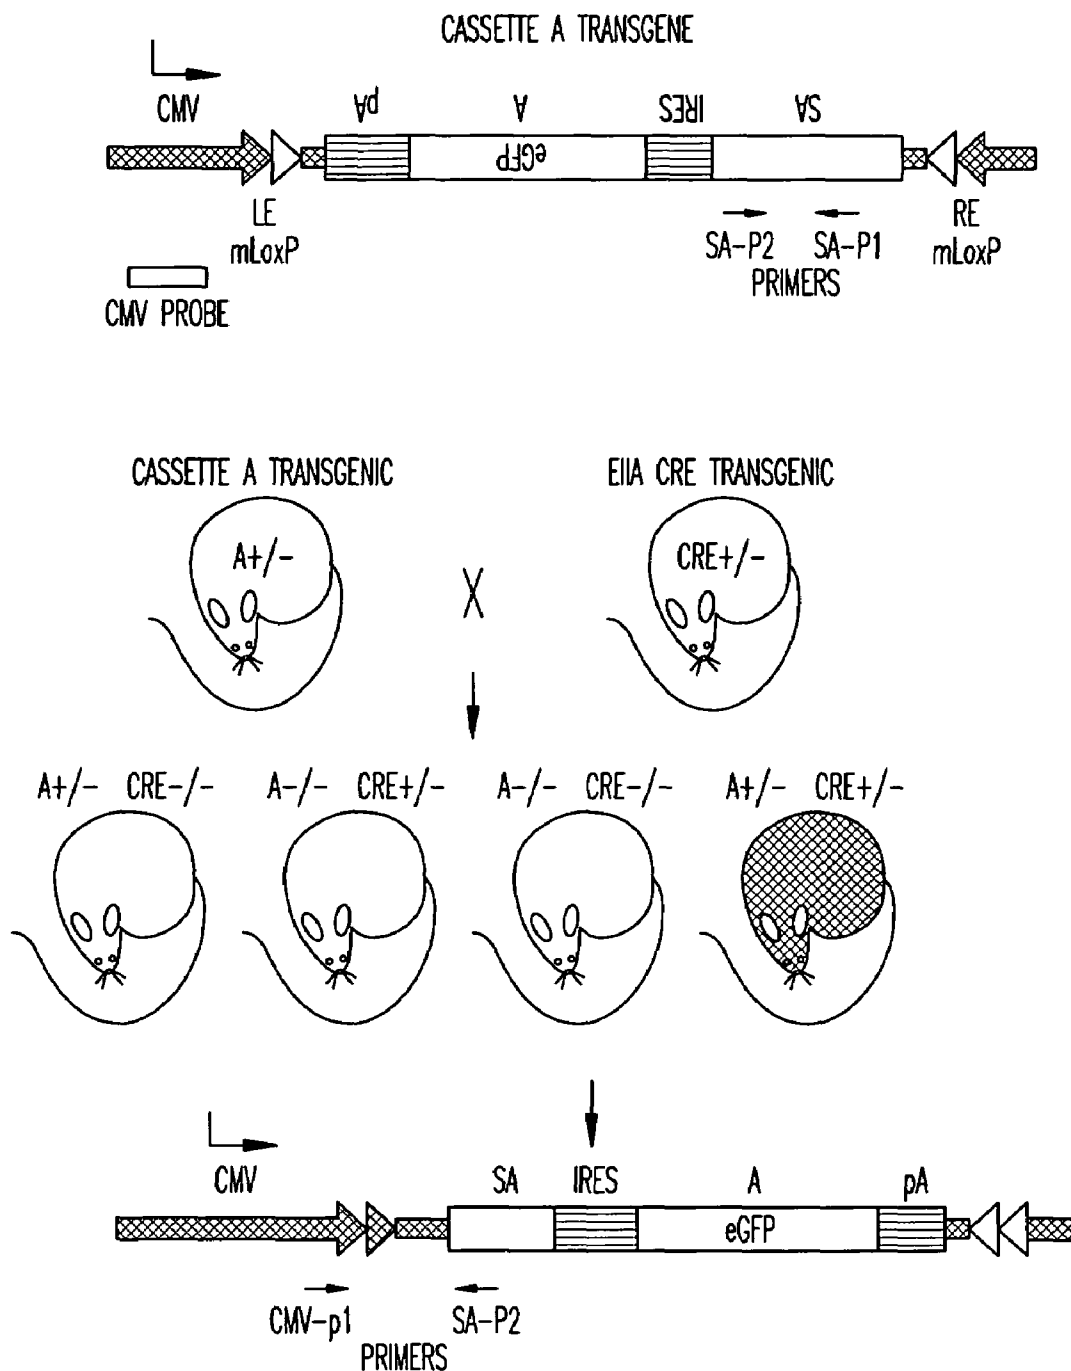 CASSETTE A TRANSGENE
CMV
pA A IRES SA
eGFP
LE
mLoxP
SA-P2 SA-P1
PRIMERS
RE
mLoxP
CMV PROBE
CASSETTE A TRANSGENIC
EIIA CRE TRANSGENIC
A+/-
X
CRE+/-
A+/- CRE-/-
A-/- CRE+/-
A-/- CRE-/-
A+/- CRE+/-
CMV
SA IRES A pA
eGFP
CMV-p1 SA-P2
PRIMERS